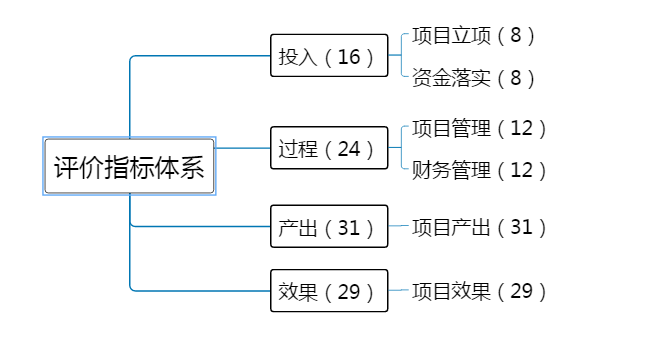 评价指标体系
投入（16）
项目立项（8）
资金落实（8）
过程（24）
项目管理（12）
财务管理（12）
产出（31）
项目产出（31）
效果（29）
项目效果（29）